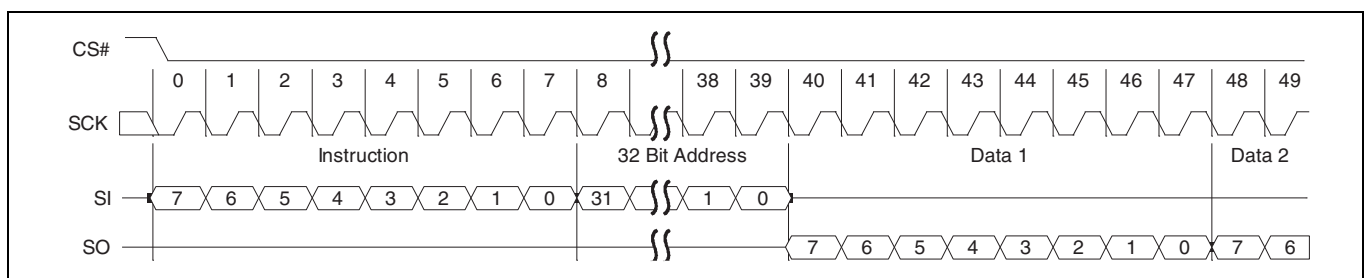 CS#
0 1 2 3 4 5 6 7 8 38 39 40 41 42 43 44 45 46 47 48 49
SCK
Instruction 32 Bit Address Data 1 Data 2
SI 7 6 5 4 3 2 1 0 31 1 0
SO 7 6 5 4 3 2 1 0 7 6